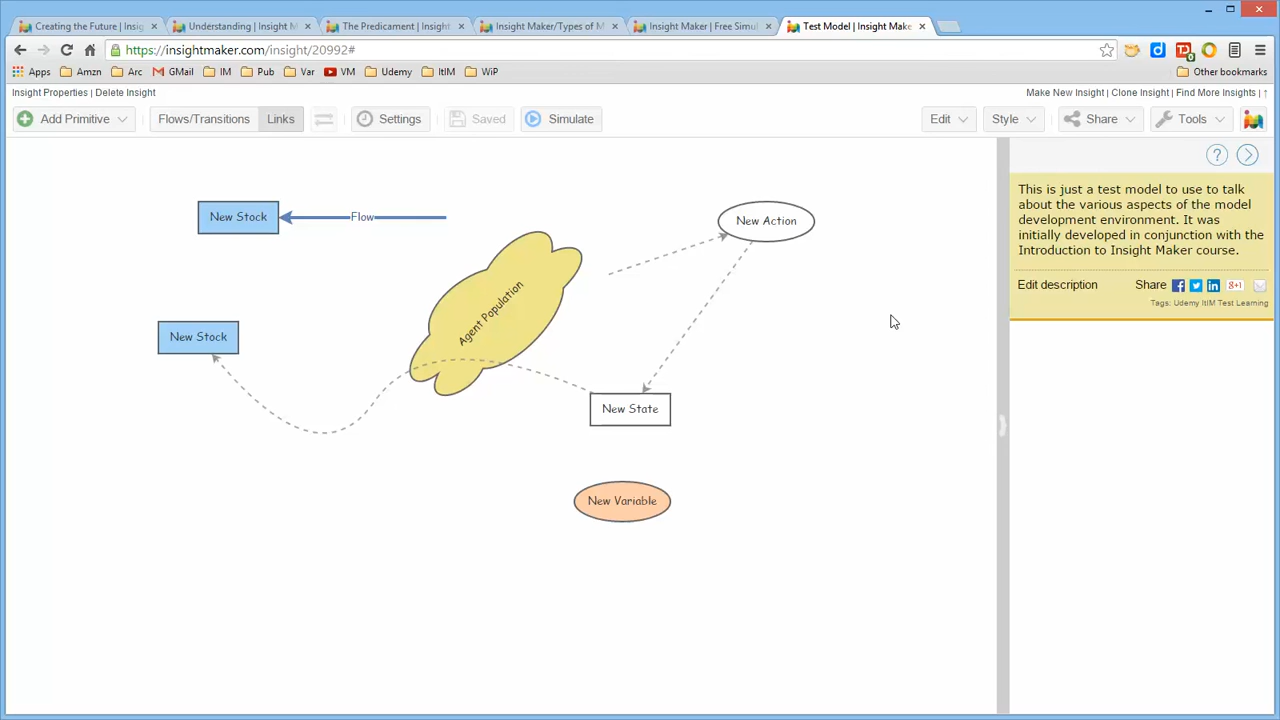 Creating the Future | Insig
Understanding | Insight M
The Predicament | Insight
Insight Maker/Types of M
Insight Maker | Free Simul
Test Model | Insight Make
https://insightmaker.com/insight/20992#
Apps Amzn Arc GMail IM Pub Var VM Udemy ItIM WiP Other bookmarks
Insight Properties | Delete Insight
Make New Insight | Clone Insight | Find More Insights | ↑
Add Primitive Flows/Transitions Links Settings Saved Simulate Edit Style Share Tools
?
This is just a test model to use to talk
about the various aspects of the model
development environment. It was
initially developed in conjunction with the
Introduction to Insight Maker course.
Edit description Share
Tags: Udemy ItIM Test Learning
New Stock
Flow
New Action
Agent Population
New Stock
New State
New Variable